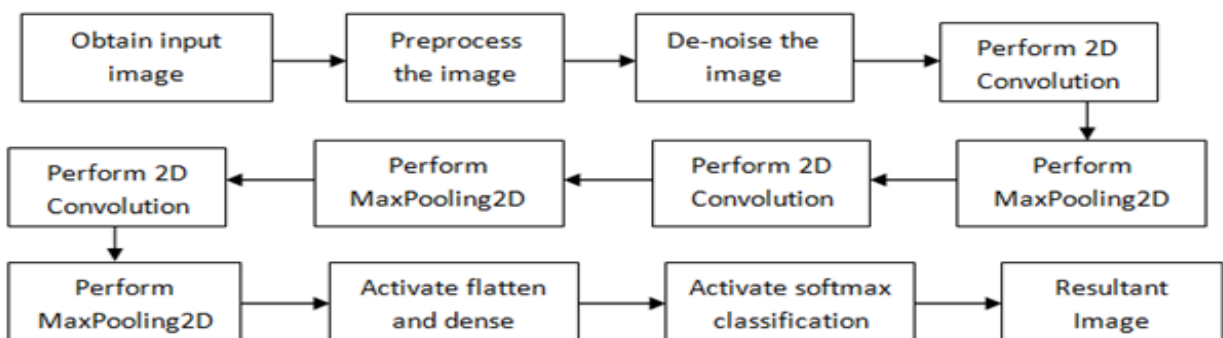 Obtain input
image
Preprocess
the image
De-noise the
image
Perform 2D
Convolution
Perform
MaxPooling2D
Perform 2D
Convolution
Perform
MaxPooling2D
Perform 2D
Convolution
Perform
MaxPooling2D
Activate flatten
and dense
Activate softmax
classification
Resultant
Image